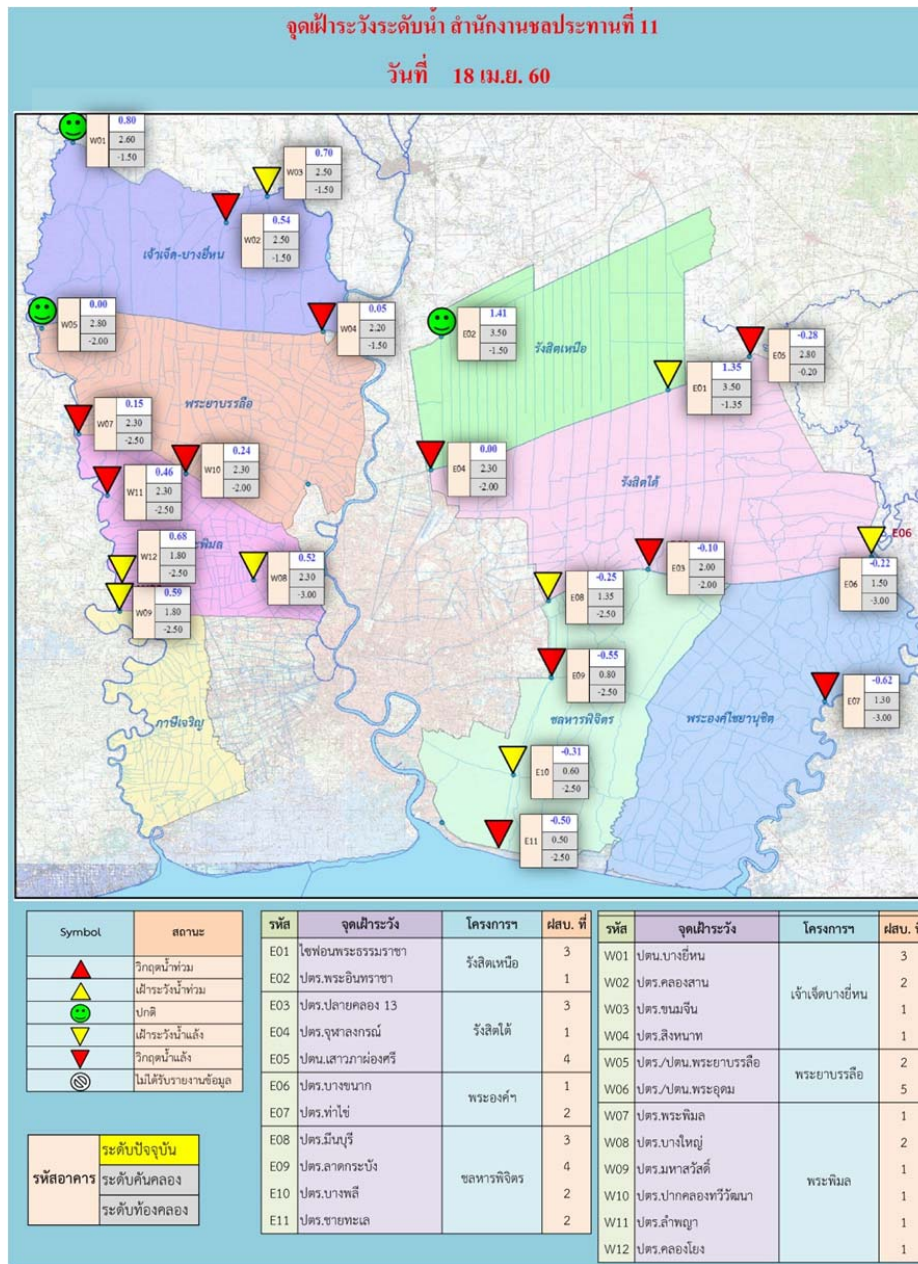 จุดเฝ้าระวังระดับน้ำ สำนักงานชลประทานที่ 11
วันที่ 18 เม.ย. 60
W01 0.80 2.60 -1.50
W03 0.70 2.50 -1.50
W02 0.54 2.50 -1.50
เจ้าเจ็ด-บางยี่หน
W05 0.00 2.80 -2.00
W04 0.05 2.20 -1.50
E02 1.41 3.50 -1.50
รังสิตเหนือ
E05 -0.28 2.80 -0.20
E01 1.35 3.50 -1.35
พระยาบรรลือ
W07 0.15 2.30 -2.50
W10 0.24 2.30 -2.00
E04 0.00 2.30 -2.00
W11 0.46 2.30 -2.50
รังสิตใต้
W12 0.68 1.80 -2.50
W08 0.52 2.30 -3.00
E03 -0.10 2.00 -2.00
E06
E06 -0.22 1.50 -3.00
W09 0.59 1.80 -2.50
E08 -0.25 1.35 -2.50
E09 -0.55 0.80 -2.50
E07 -0.62 1.30 -3.00
ภาษีเจริญ
ชลหารพิจิตร
พระองค์ไชยานุชิต
E10 -0.31 0.60 -2.50
E11 -0.50 0.50 -2.50
Symbol สถานะ
วิกฤตน้ำท่วม
เฝ้าระวังน้ำท่วม
ปกติ
เฝ้าระวังน้ำแล้ง
วิกฤตน้ำแล้ง
ไม่ได้รับรายงานข้อมูล
รหัสอาคาร
ระดับปัจจุบัน
ระดับคันคลอง
ระดับท้องคลอง
รหัส จุดเฝ้าระวัง โครงการฯ ฝสบ. ที่
E01 ไซฟอนพระธรรมราชา รังสิตเหนือ 3
E02 ปตร.พระอินทราชา 1
E03 ปตร.ปลายคลอง 13 3
E04 ปตร.จุฬาลงกรณ์ รังสิตใต้ 1
E05 ปตน.เสาวภาผ่องศรี 4
E06 ปตร.บางขนาก พระองค์ฯ 1
E07 ปตร.ท่าไข่ 2
E08 ปตร.มีนบุรี 3
E09 ปตร.ลาดกระบัง ชลหารพิจิตร 4
E10 ปตร.บางพลี 2
E11 ปตร.ชายทะเล 2
รหัส จุดเฝ้าระวัง โครงการฯ ฝสบ. ที่
W01 ปตน.บางยี่หน 3
W02 ปตร.คลองสาน เจ้าเจ็ดบางยี่หน 2
W03 ปตร.ขนมจีน 1
W04 ปตร.สิงหนาท 1
W05 ปตร./ปตน.พระยาบรรลือ พระยาบรรลือ 2
W06 ปตร./ปตน.พระอุดม 5
W07 ปตร.พระพิมล 1
W08 ปตร.บางใหญ่ 2
W09 ปตร.มหาสวัสดิ์ พระพิมล 1
W10 ปตร.ปากคลองทวีวัฒนา 1
W11 ปตร.ลำพญา 1
W12 ปตร.คลองโยง 1